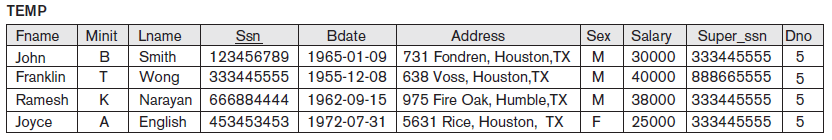 TEMP
Fname Minit Lname Ssn Bdate Address Sex Salary Super_ssn Dno
John B Smith 123456789 1965-01-09 731 Fondren, Houston,TX M 30000 333445555 5
Franklin T Wong 333445555 1955-12-08 638 Voss, Houston,TX M 40000 888665555 5
Ramesh K Narayan 666884444 1962-09-15 975 Fire Oak, Humble,TX M 38000 333445555 5
Joyce A English 453453453 1972-07-31 5631 Rice, Houston, TX F 25000 333445555 5